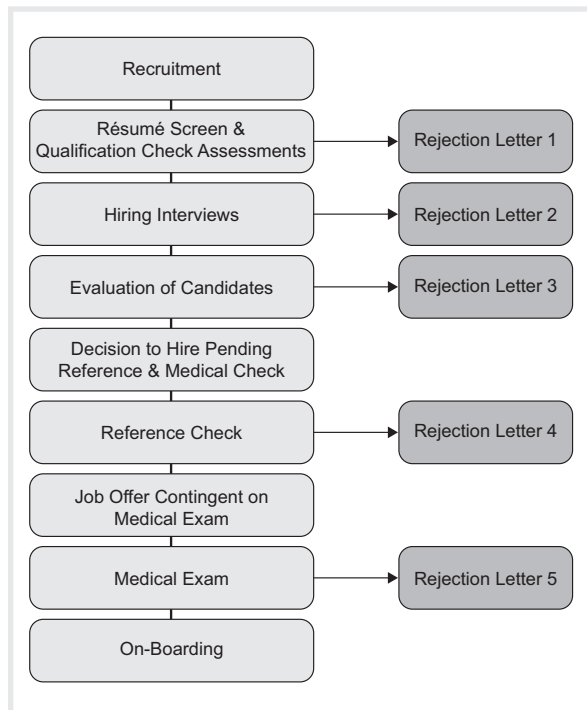 Recruitment
Résumé Screen &
Qualification Check Assessments
Rejection Letter 1
Hiring Interviews
Rejection Letter 2
Evaluation of Candidates
Rejection Letter 3
Decision to Hire Pending
Reference & Medical Check
Reference Check
Rejection Letter 4
Job Offer Contingent on
Medical Exam
Medical Exam
Rejection Letter 5
On-Boarding